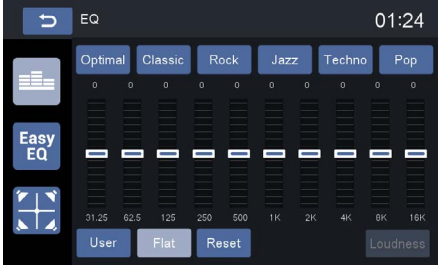 EQ 01:24
Optimal Classic Rock Jazz Techno Pop
0 0 0 0 0 0 0 0 0 0
Easy
EQ
31.25 62.5 125 250 500 1K 2K 4K 8K 16K
User Flat Reset Loudness